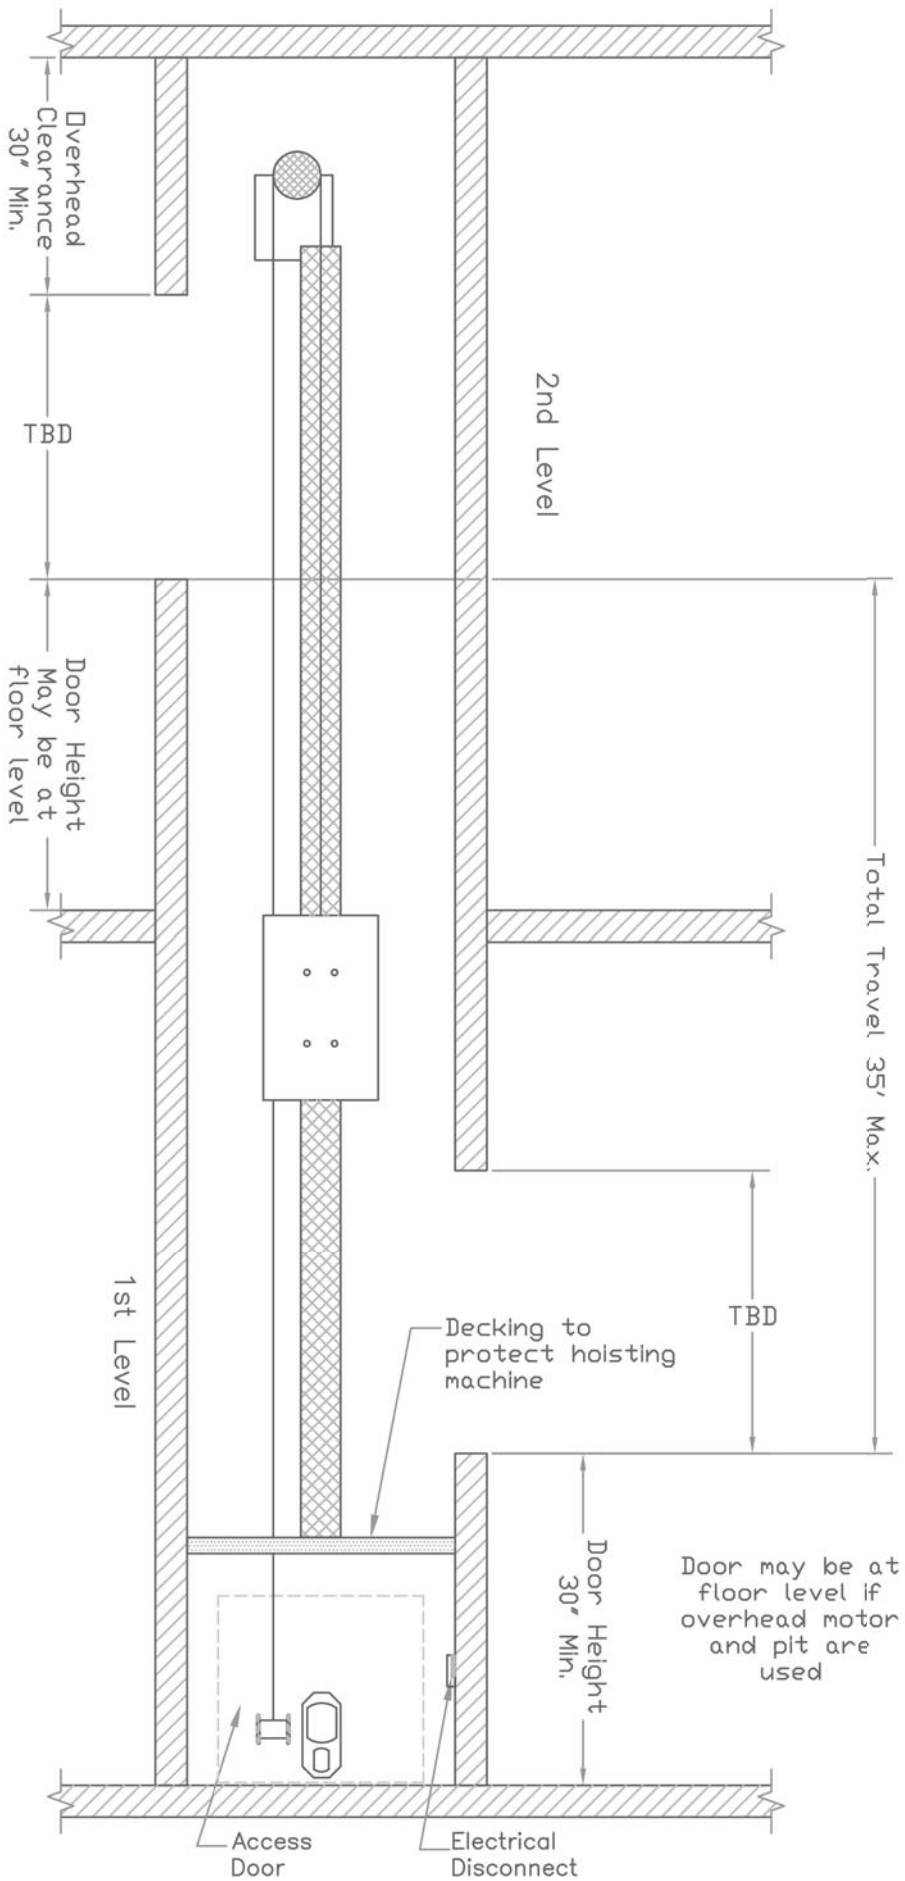 Overhead
Clearance
30" Min.
TBD
2nd Level
Door Height
May be at
floor level
Total Travel 35' Max.
1st Level
TBD
Decking to
protect hoisting
machine
Door Height
30" Min.
Door may be at
floor level if
overhead motor
and pit are
used
Access
Door
Electrical
Disconnect